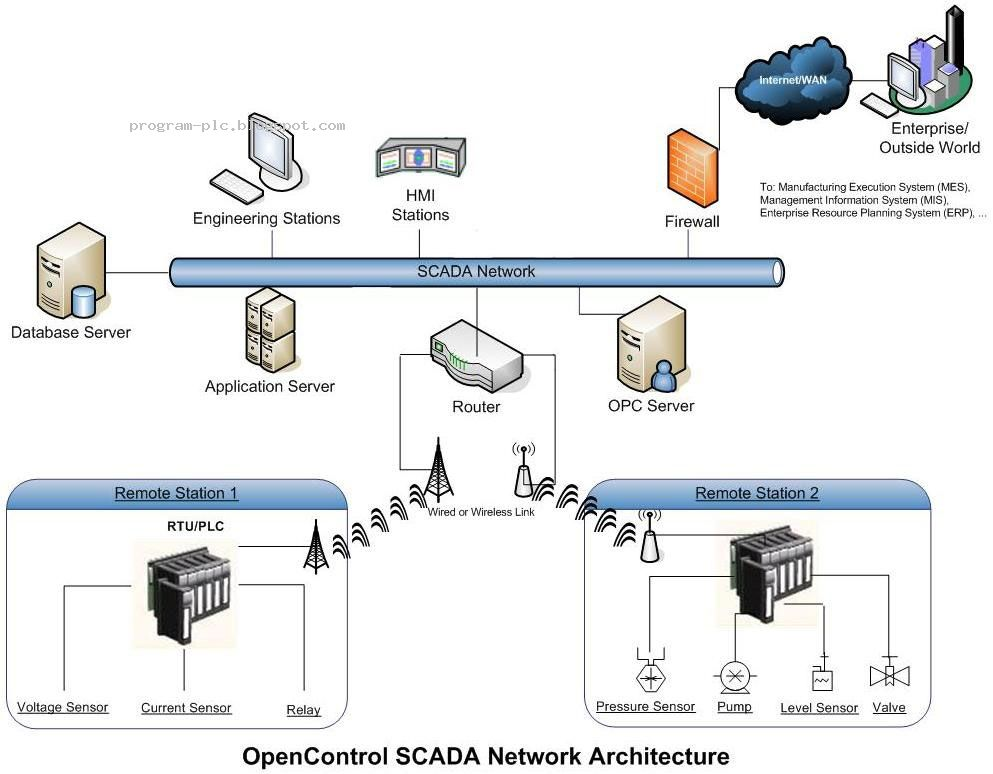 Internet/WAN
Enterprise/
Outside World
program-plc.blogspot.com
To: Manufacturing Execution System (MES),
Management Information System (MIS),
Enterprise Resource Planning System (ERP), ...
Engineering Stations
HMI
Stations
Firewall
SCADA Network
Database Server
Application Server
Router
OPC Server
Wired or Wireless Link
Remote Station 1
RTU/PLC
Voltage Sensor
Current Sensor
Relay
Remote Station 2
Pressure Sensor
Pump
Level Sensor
Valve
OpenControl SCADA Network Architecture